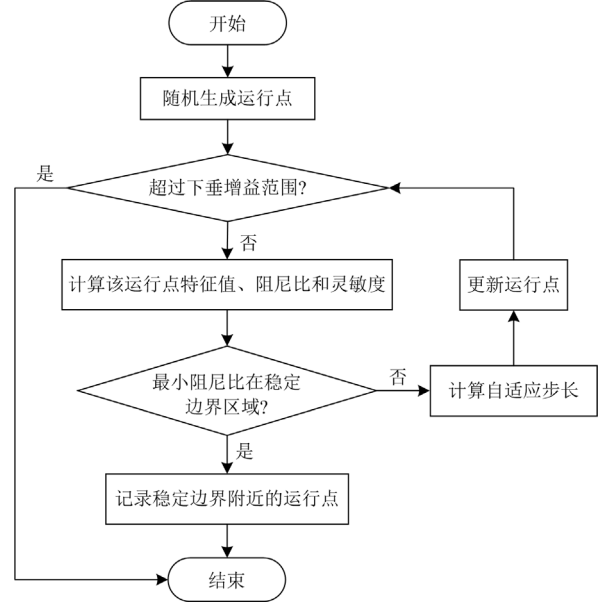 开始
随机生成运行点
是
超过下垂增益范围?
否
计算该运行点特征值、阻尼比和灵敏度
更新运行点
最小阻尼比在稳定
边界区域?
否
计算自适应步长
是
记录稳定边界附近的运行点
结束